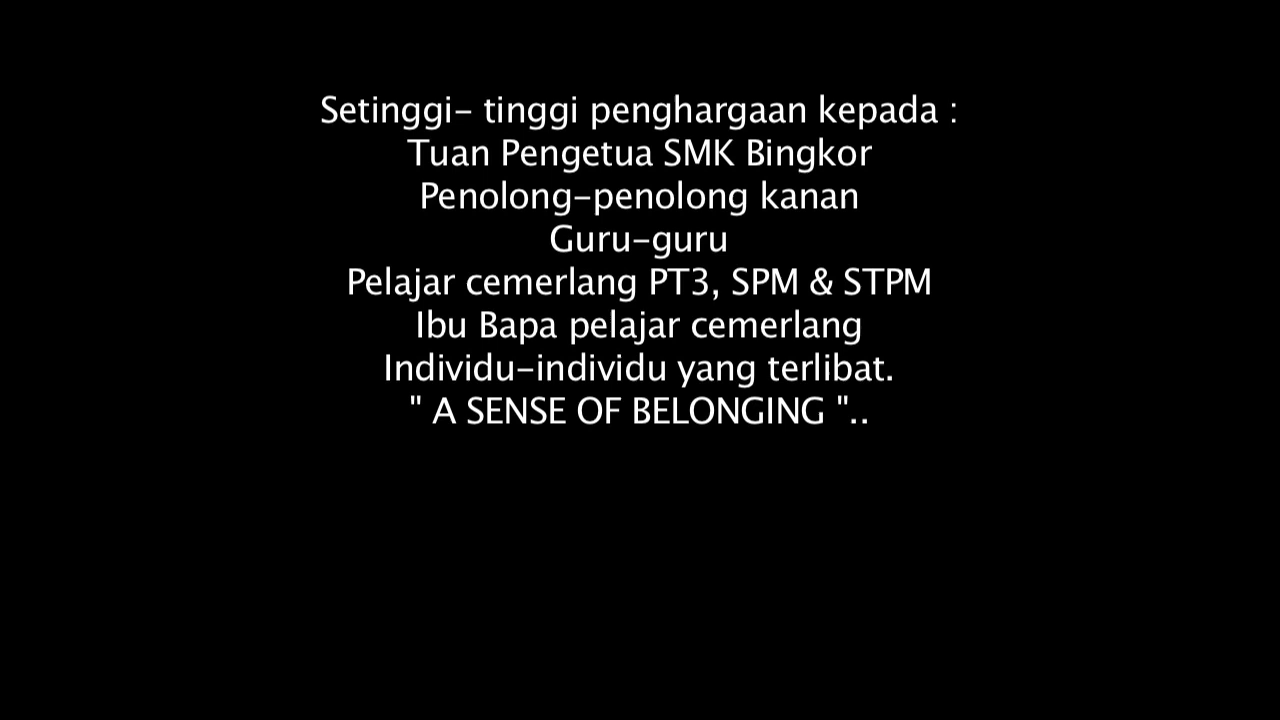 Setinggi- tinggi penghargaan kepada :
Tuan Pengetua SMK Bingkor
Penolong-penolong kanan
Guru-guru
Pelajar cemerlang PT3, SPM & STPM
Ibu Bapa pelajar cemerlang
Individu-individu yang terlibat.
" A SENSE OF BELONGING "..